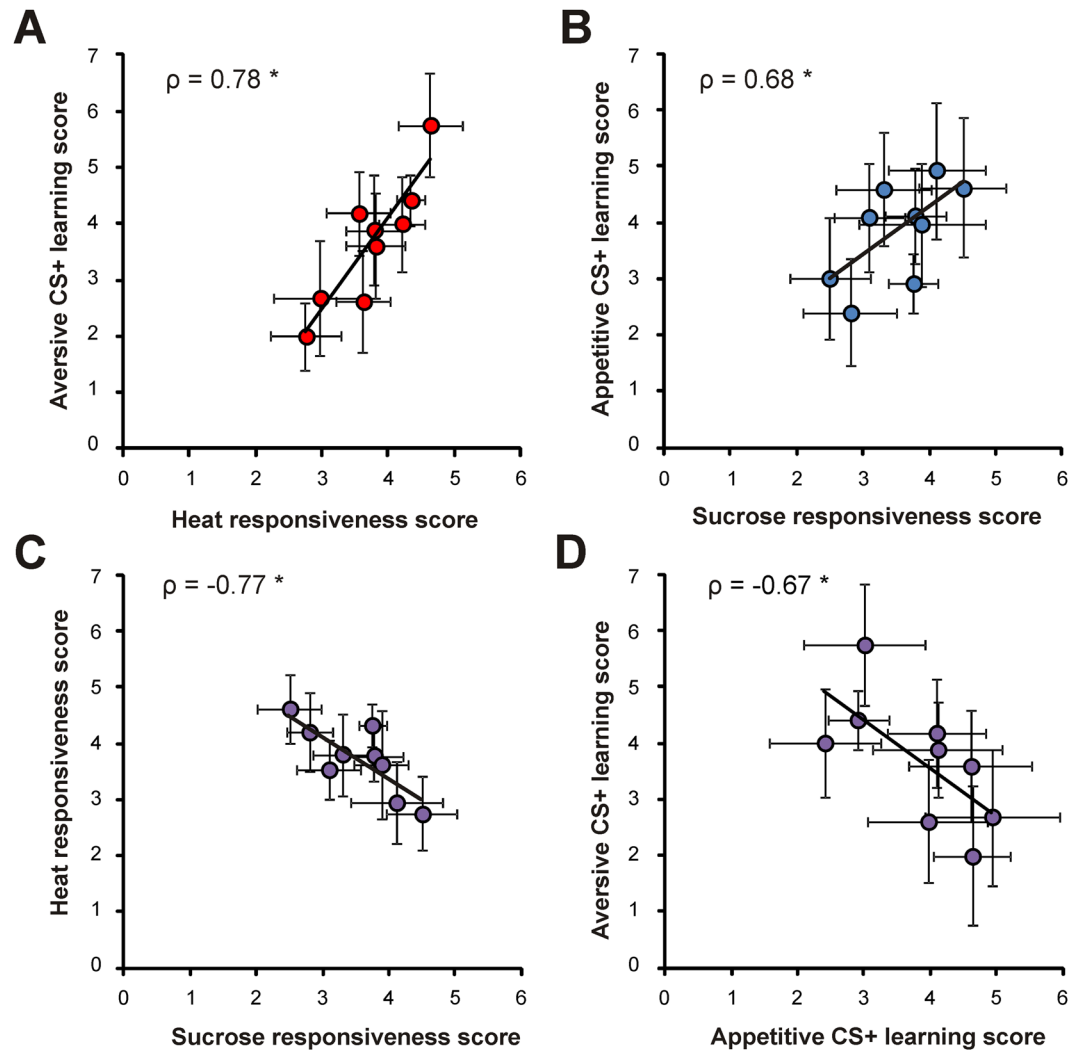 A
ρ = 0.78 *
Aversive CS+ learning score
7
6
5
4
3
2
1
0
0 1 2 3 4 5 6
Heat responsiveness score
B
ρ = 0.68 *
Appetitive CS+ learning score
7
6
5
4
3
2
1
0
0 1 2 3 4 5 6
Sucrose responsiveness score
C
ρ = -0.77 *
Heat responsiveness score
7
6
5
4
3
2
1
0
0 1 2 3 4 5 6
Sucrose responsiveness score
D
ρ = -0.67 *
Aversive CS+ learning score
7
6
5
4
3
2
1
0
0 1 2 3 4 5 6
Appetitive CS+ learning score